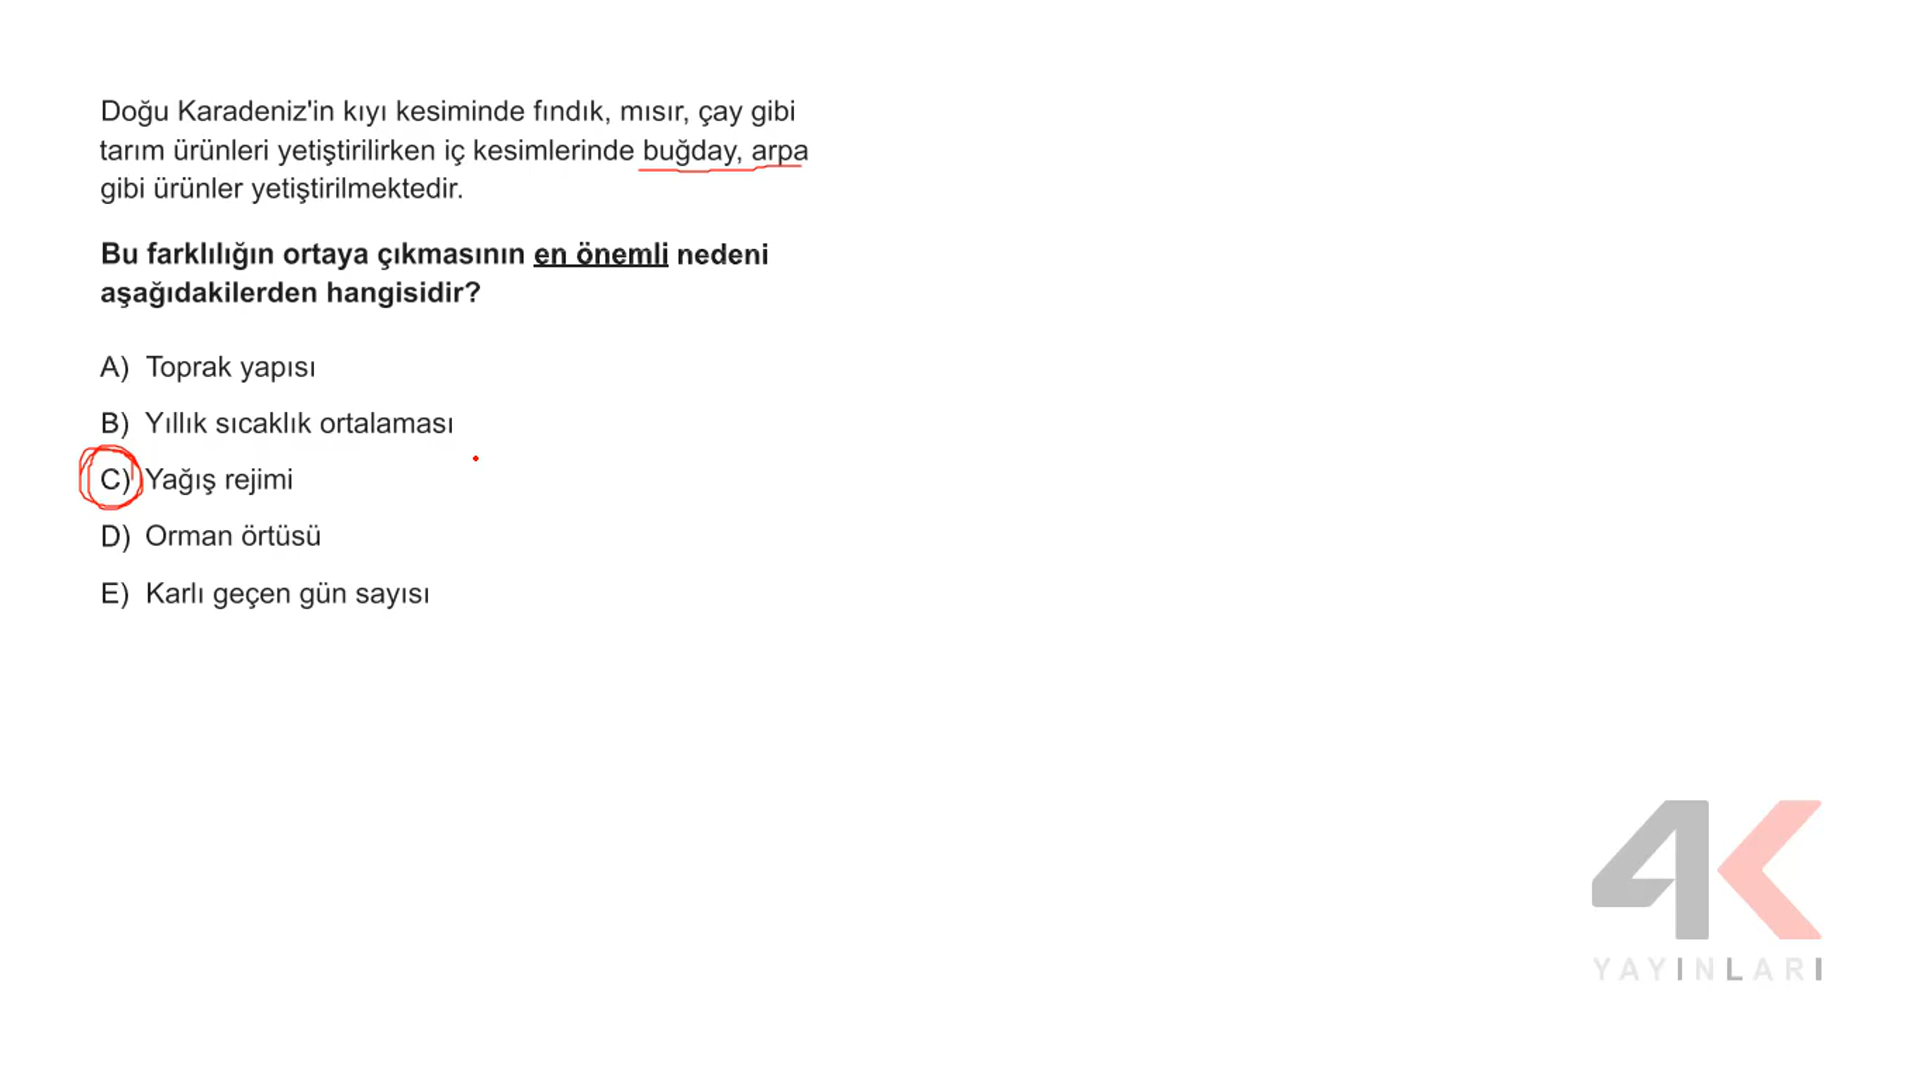 Doğu Karadeniz'in kıyı kesiminde fındık, mısır, çay gibi
tarım ürünleri yetiştirilirken iç kesimlerinde buğday, arpa
gibi ürünler yetiştirilmektedir.
Bu farklılığın ortaya çıkmasının en önemli nedeni
aşağıdakilerden hangisidir?
A) Toprak yapısı
B) Yıllık sıcaklık ortalaması
C) Yağış rejimi
D) Orman örtüsü
E) Karlı geçen gün sayısı
4K
YAYINLARI